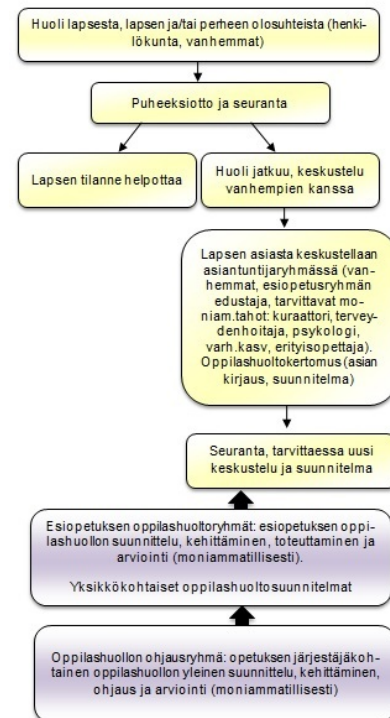 Huoli lapsesta, lapsen ja/tai perheen olosuhteista (henki-
lökunta, vanhemmat)
Puheeksiotto ja seuranta
Lapsen tilanne helpottaa
Huoli jatkuu, keskustelu
vanhempien kanssa
Lapsen asiasta keskustellaan
asiantuntijaryhmässä (van-
hemmat, esiopetusryhmän
edustaja, tarvittavat mo-
niam.tahot: kuraattori, tervey-
denhoitaja, psykologi,
varh.kasv, erityisopettaja).
Oppilashuoltokertomus (asian
kirjaus, suunnitelma)
Seuranta, tarvittaessa uusi
keskustelu ja suunnitelma
Esiopetuksen oppilashuoltoryhmät: esiopetuksen oppi-
lashuollon suunnittelu, kehittäminen, toteuttaminen ja
arviointi (moniammatillisesti).
Yksikkökohtaiset oppilashuoltosuunnitelmat
Oppilashuollon ohjausryhmä: opetuksen järjestäjäkoh-
tainen oppilashuollon yleinen suunnittelu, kehittäminen,
ohjaus ja arviointi (moniammatillisesti)